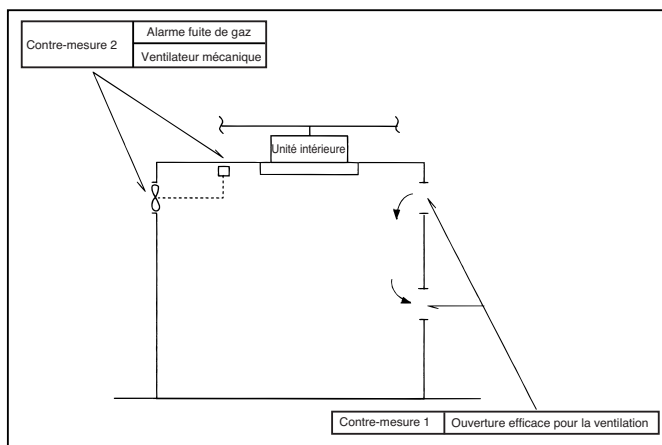 Contre-mesure 2
Alarme fuite de gaz
Ventilateur mécanique
Unité intérieure
Contre-mesure 1
Ouverture efficace pour la ventilation